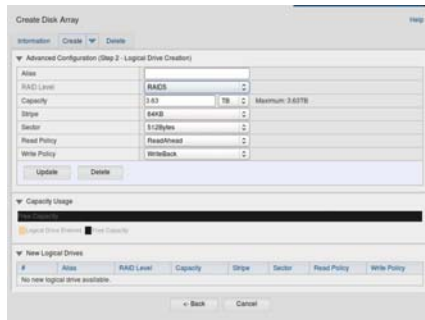 Create Disk Array
Help
Information Create Delete
Advanced Configuration (Step 2 - Logical Drive Creation)
Alias
RAID Level RAID5
Capacity 3.63 TB Maximum: 3.63TB
Stripe 64KB
Sector 512Bytes
Read Policy ReadAhead
Write Policy WriteBack
Update Delete
Capacity Usage
Free Capacity
Logical Drive Entered Free Capacity
New Logical Drives
# Alias RAID Level Capacity Stripe Sector Read Policy Write Policy
No new logical drive available.
< Back Cancel